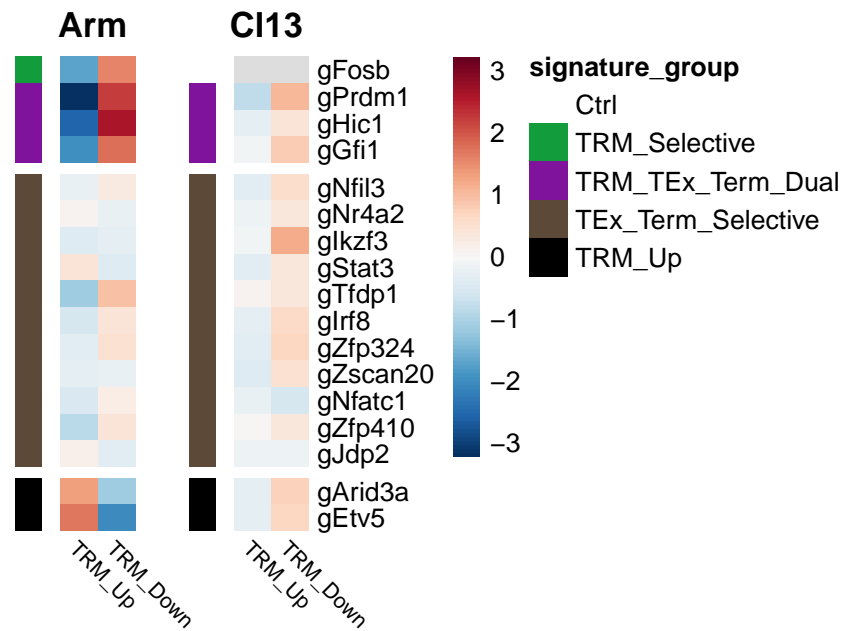 Arm
Cl13
gFosb
gPrdm1
gHic1
gGfi1
gNfil3
gNr4a2
gIkzf3
gStat3
gTfdp1
gIrf8
gZfp324
gZscan20
gNfatc1
gZfp410
gJdp2
gArid3a
gEtv5
TRM_Up
TRM_Down
TRM_Up
TRM_Down
3
2
1
0
−1
−2
−3
signature_group
Ctrl
TRM_Selective
TRM_TEx_Term_Dual
TEx_Term_Selective
TRM_Up